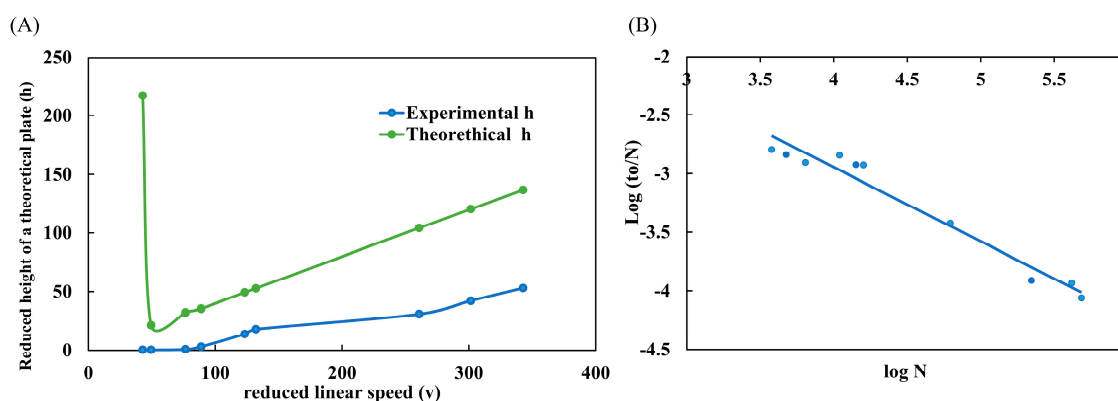 (A)
250
200
150
100
50
0
Reduced height of a theoretical plate (h)
Experimental h
Theorethical h
0
100
200
300
400
reduced linear speed (v)
(B)
-2
-2.5
-3
-3.5
-4
-4.5
Log (to/N)
3
3.5
4
4.5
5
5.5
log N